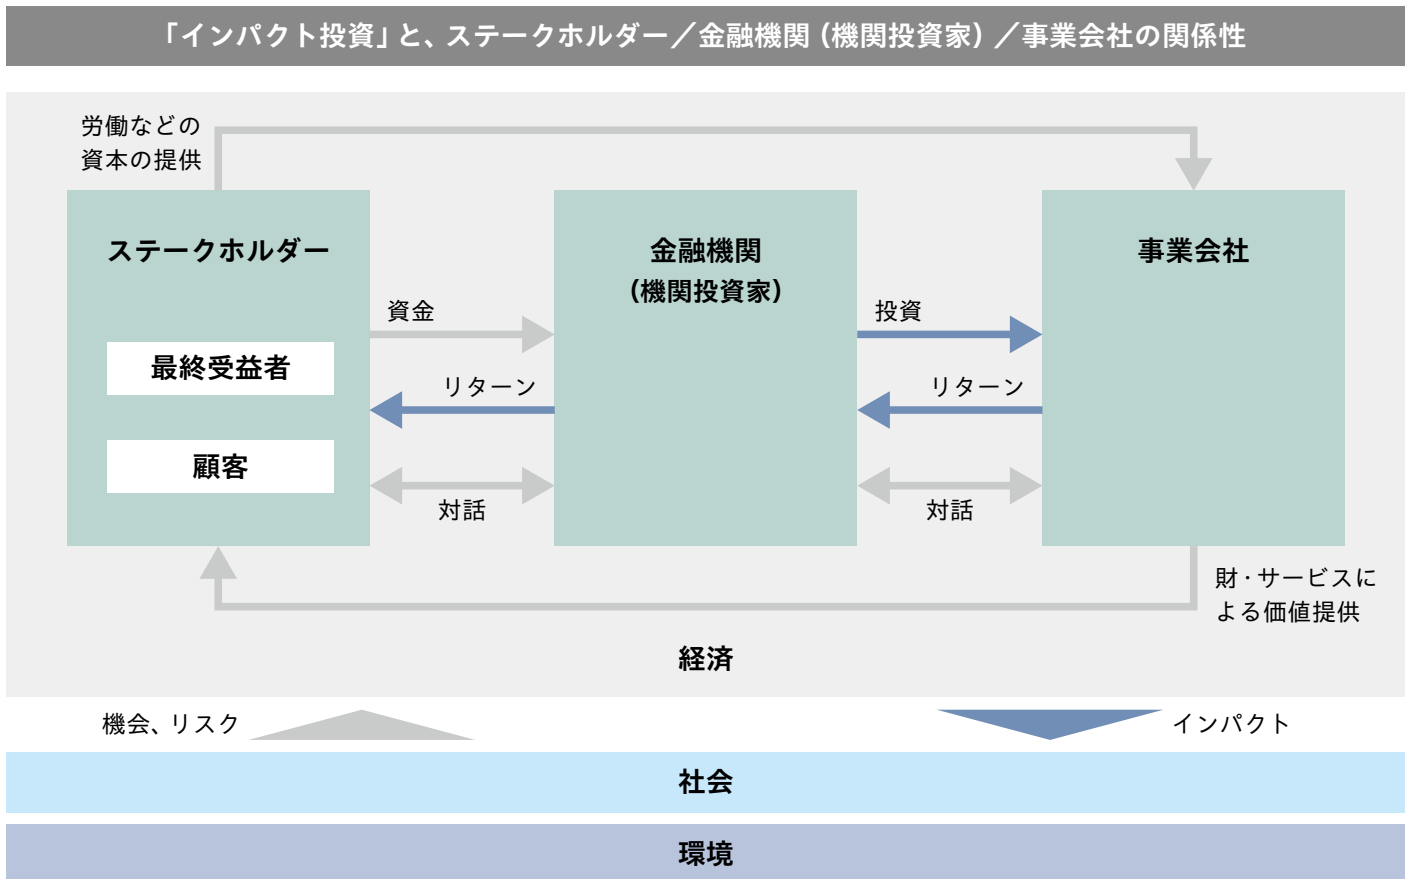 「インパクト投資」と、ステークホルダー／金融機関（機関投資家）／事業会社の関係性
労働などの
資本の提供
ステークホルダー
最終受益者
顧客
資金
リターン
対話
金融機関
（機関投資家）
投資
リターン
対話
事業会社
財・サービスに
よる価値提供
経済
機会、リスク
インパクト
社会
環境